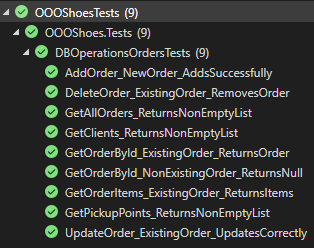 OOOShoesTests (9)
OOOShoes.Tests (9)
DBOperationsOrdersTests (9)
AddOrder_NewOrder_AddsSuccessfully
DeleteOrder_ExistingOrder_RemovesOrder
GetAllOrders_ReturnsNonEmptyList
GetClients_ReturnsNonEmptyList
GetOrderById_ExistingOrder_ReturnsOrder
GetOrderById_NonExistingOrder_ReturnsNull
GetOrderItems_ExistingOrder_ReturnsItems
GetPickupPoints_ReturnsNonEmptyList
UpdateOrder_ExistingOrder_UpdatesCorrectly